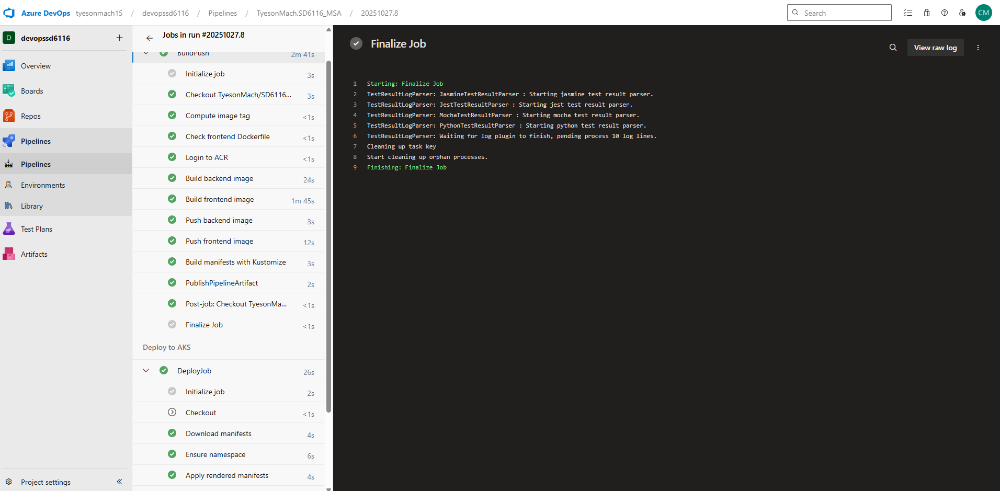 Azure DevOps tyesonmach15 / devopssd6116 / Pipelines / TyesonMach.SD6116_MSA / 20251027.8
Search
CM
D devopssd6116 +
Overview
Boards
Repos
Pipelines
Pipelines
Environments
Library
Test Plans
Artifacts
Project settings
Jobs in run #20251027.8
BuildPush 2m 41s
Initialize job 3s
Checkout TyesonMach/SD6116... 3s
Compute image tag <1s
Check frontend Dockerfile <1s
Login to ACR <1s
Build backend image 24s
Build frontend image 1m 45s
Push backend image 3s
Push frontend image 12s
Build manifests with Kustomize 3s
PublishPipelineArtifact 2s
Post-job: Checkout TyesonMa... <1s
Finalize Job <1s
Deploy to AKS
DeployJob 26s
Initialize job 2s
Checkout <1s
Download manifests 4s
Ensure namespace 6s
Apply rendered manifests 4s
Finalize Job
View raw log
1 Starting: Finalize Job
2 TestResultLogParser: JasmineTestResultParser : Starting jasmine test result parser.
3 TestResultLogParser: JestTestResultParser : Starting jest test result parser.
4 TestResultLogParser: MochaTestResultParser : Starting mocha test result parser.
5 TestResultLogParser: PythonTestResultParser : Starting python test result parser.
6 TestResultLogParser: Waiting for log plugin to finish, pending process 10 log lines.
7 Cleaning up task key
8 Start cleaning up orphan processes.
9 Finishing: Finalize Job